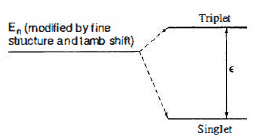 Triplet
E_n (modified by fine
structure and lamb shift)
ϵ
Singlet